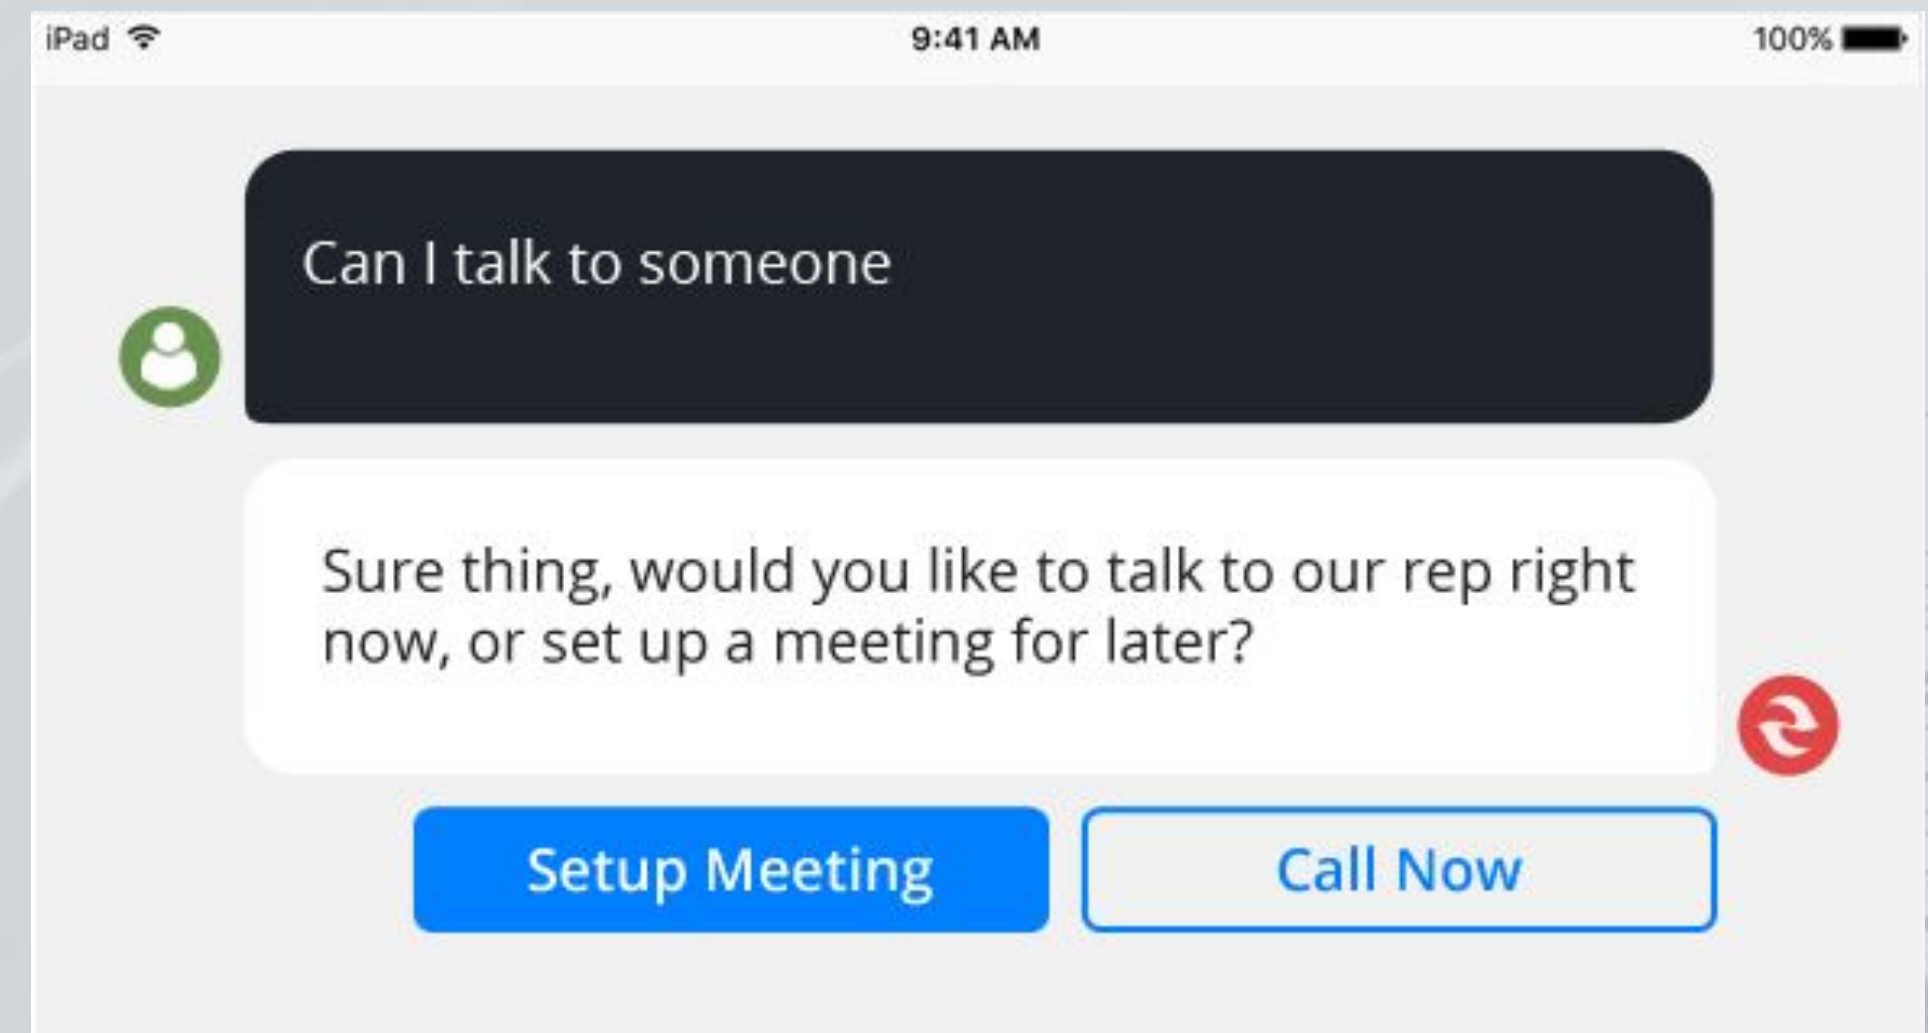 iPad
9:41 AM
100%
Can I talk to someone
Sure thing, would you like to talk to our rep right
now, or set up a meeting for later?
Setup Meeting
Call Now